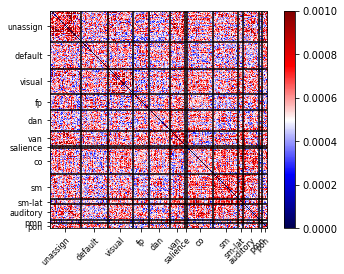 unassign
default
visual
fp
dan
van
salience
co
sm
sm-lat
auditory
pmn
pon
unassign
default
visual
fp
dan
van
salience
co
sm
sm-lat
auditory
0.0010
0.0008
0.0006
0.0004
0.0002
0.0000